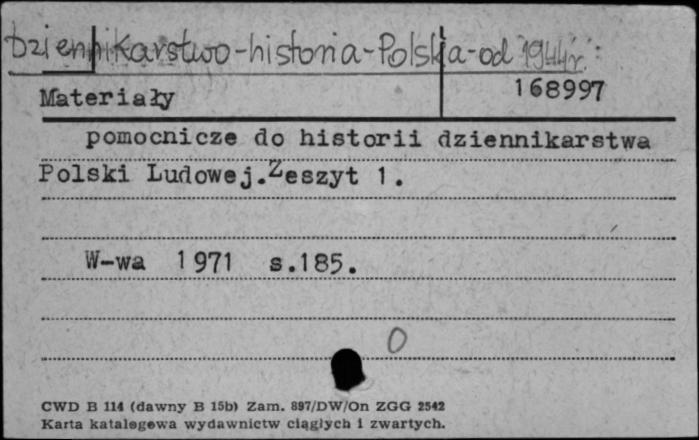 Dziennikarstwo-historia-Polska-od 1944r.
Materiały 168997
pomocnicze do historii dziennikarstwa
Polski Ludowej.Zeszyt 1.
W-wa 1971 s.185.
0
CWD B 114 (dawny B 15b) Zam. 897/DW/On ZGG 2542
Karta katalogowa wydawnictw ciągłych i zwartych.